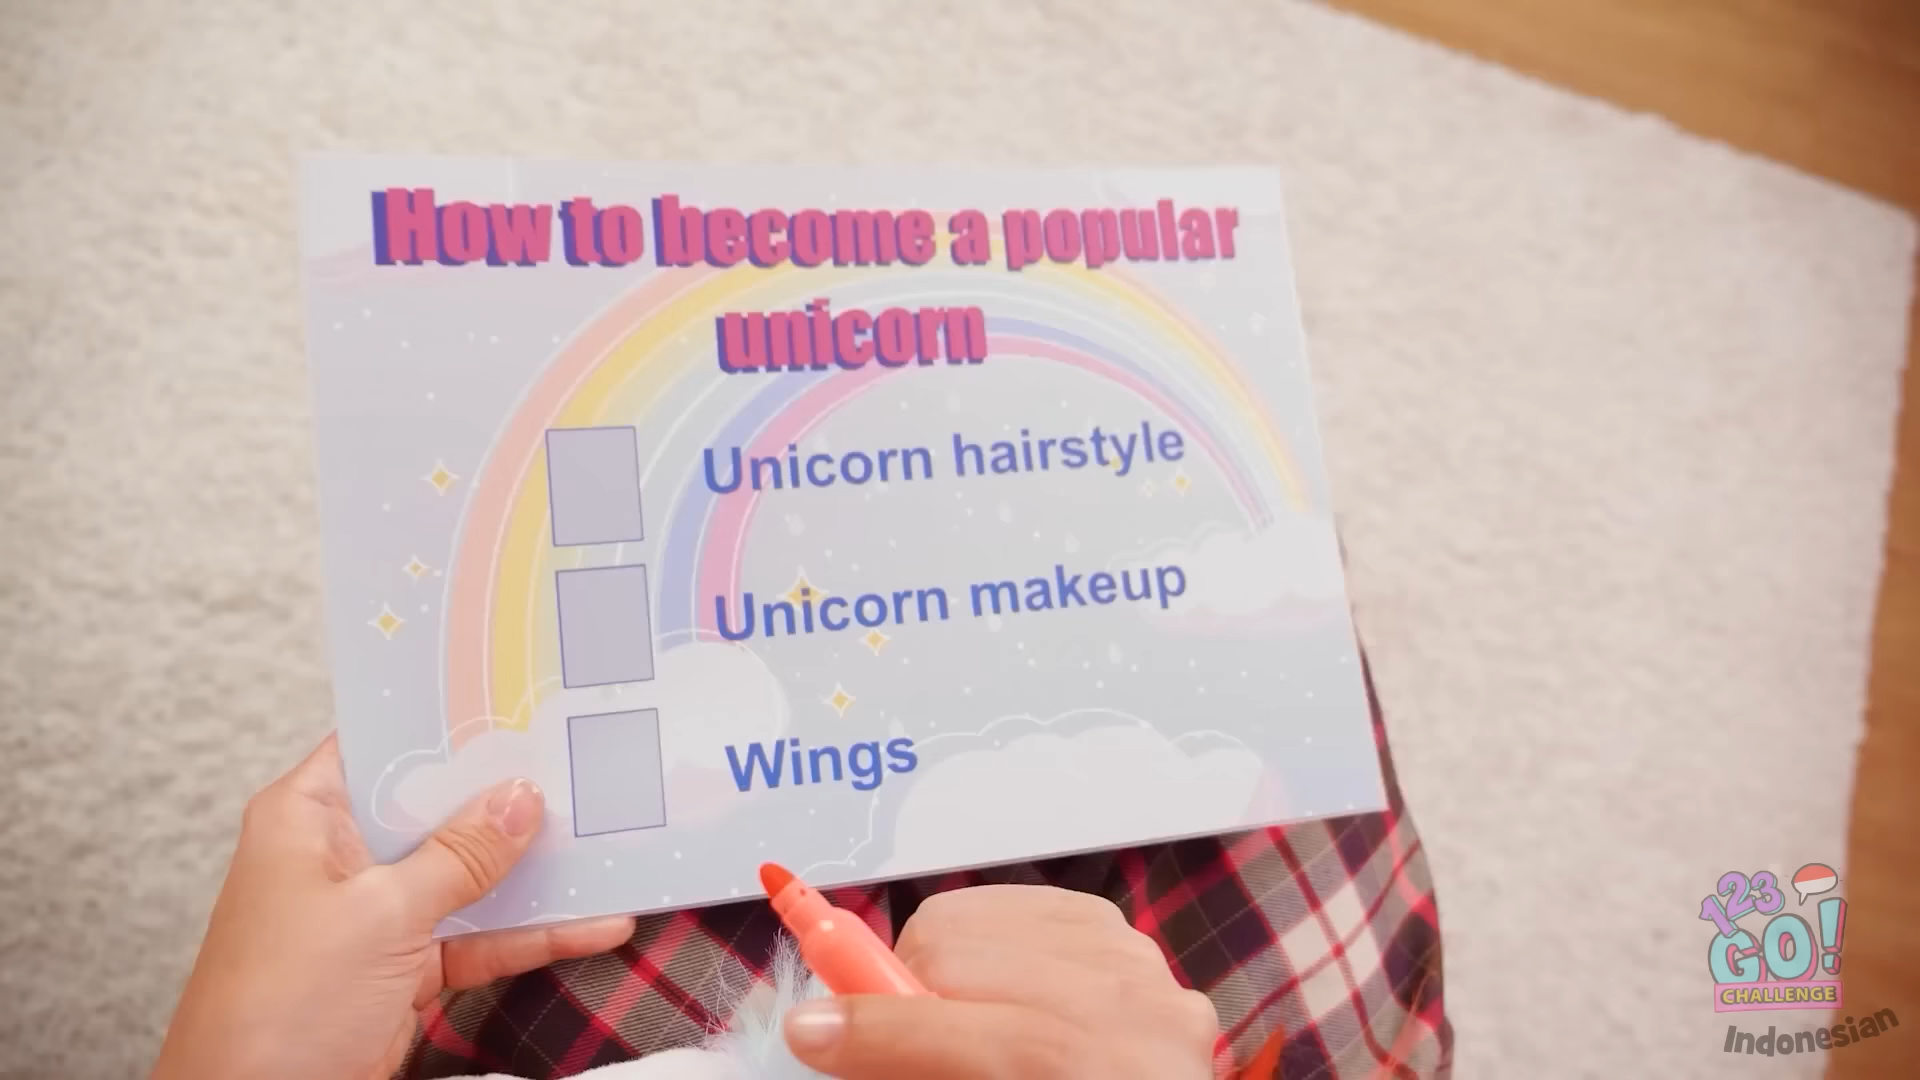 How to become a popular
unicorn
Unicorn hairstyle
Unicorn makeup
Wings
123
GO!
CHALLENGE
Indonesian